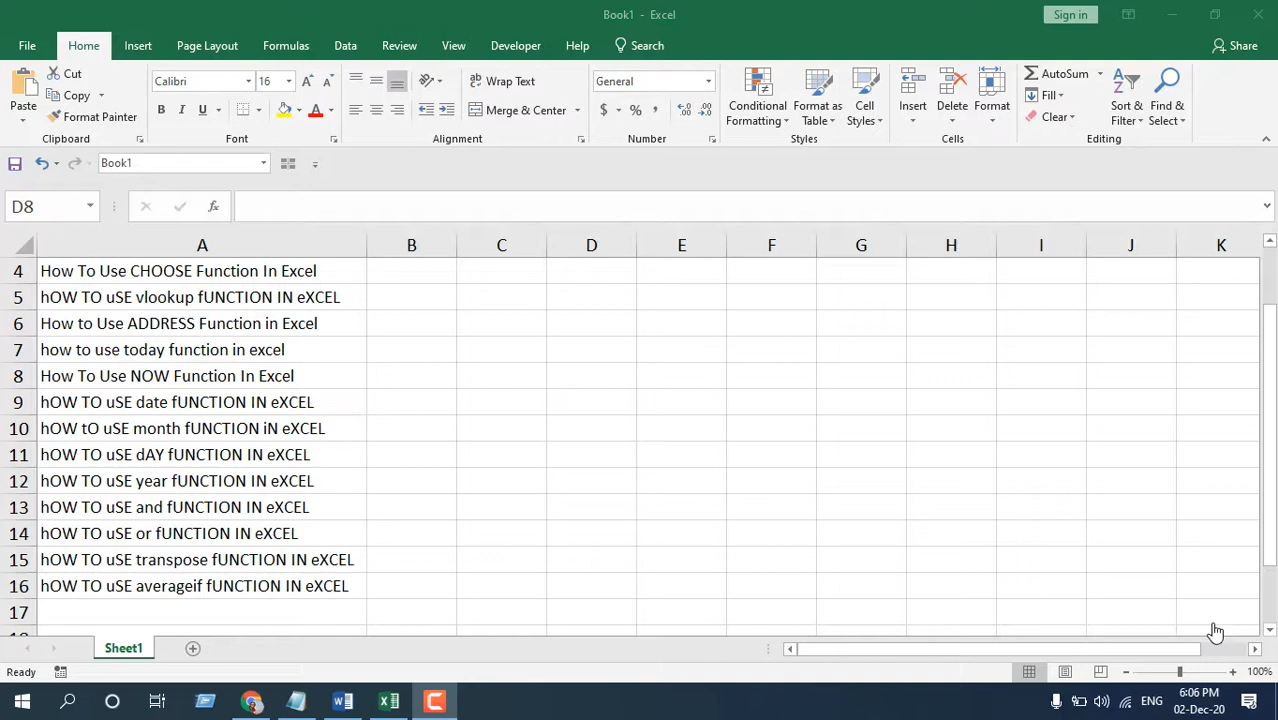 Book1 - Excel
Sign in
File Home Insert Page Layout Formulas Data Review View Developer Help Search Share
Paste
Cut
Copy
Format Painter
Clipboard
Calibri 16
B I U
Font
Wrap Text
Merge & Center
Alignment
General
$ % ,
Number
Conditional Formatting
Format as Table
Cell Styles
Styles
Insert
Delete
Format
Cells
AutoSum
Fill
Clear
Sort & Filter
Find & Select
Editing
Book1
D8
fx
A B C D E F G H I J K
4 How To Use CHOOSE Function In Excel
5 hOW TO uSE vlookup fUNCTION IN eXCEL
6 How to Use ADDRESS Function in Excel
7 how to use today function in excel
8 How To Use NOW Function In Excel
9 hOW TO uSE date fUNCTION IN eXCEL
10 hOW tO uSE month fUNCTION iN eXCEL
11 hOW TO uSE dAY fUNCTION IN eXCEL
12 hOW TO uSE year fUNCTION IN eXCEL
13 hOW TO uSE and fUNCTION IN eXCEL
14 hOW TO uSE or fUNCTION IN eXCEL
15 hOW TO uSE transpose fUNCTION IN eXCEL
16 hOW TO uSE averageif fUNCTION IN eXCEL
17
18
Sheet1
Ready
100%
ENG
6:06 PM
02-Dec-20